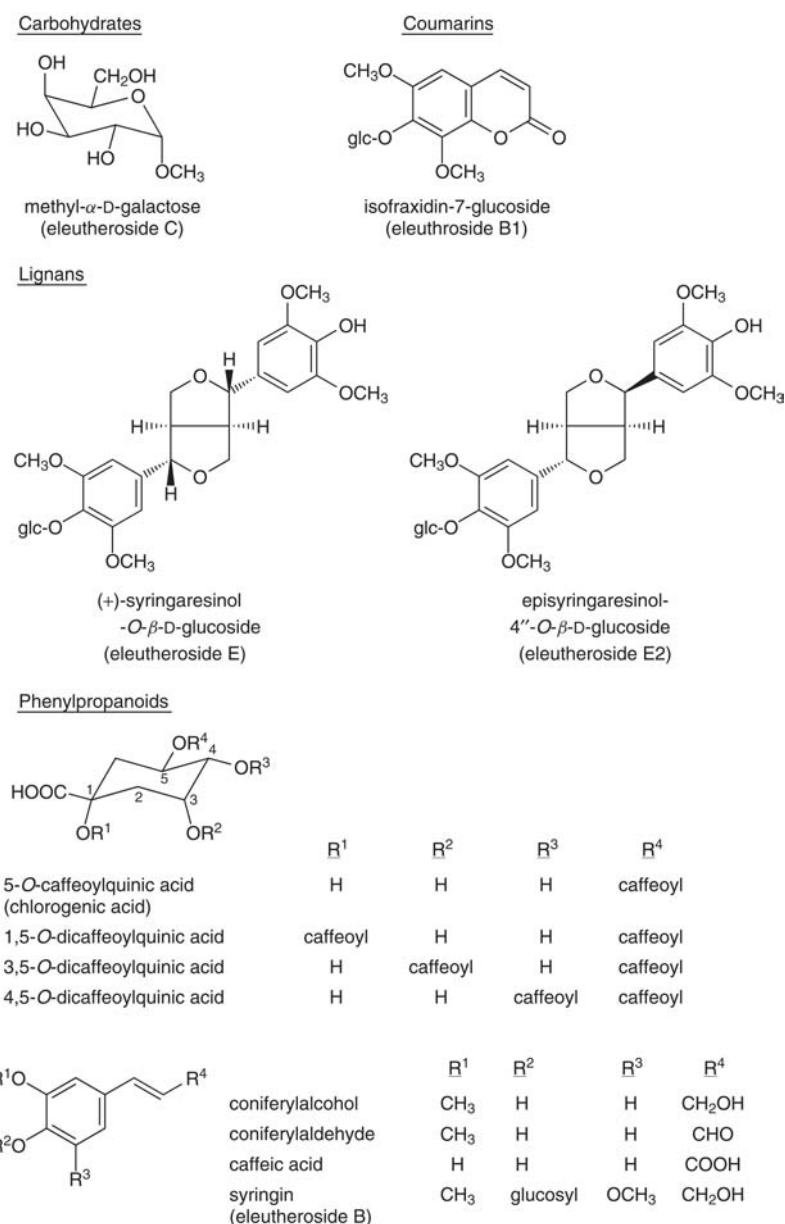 Carbohydrates
Coumarins
OH
CH₂OH
O
HO
HO
OCH₃
CH₃O
glc-O
OCH₃
O
O
methyl-α-D-galactose
(eleutheroside C)
isofraxidin-7-glucoside
(eleuthroside B1)
Lignans
OCH₃
OH
H
O
OCH₃
H
H
CH₃O
O
H
glc-O
OCH₃
OCH₃
OH
O
OCH₃
H
H
CH₃O
O
glc-O
OCH₃
(+)-syringaresinol
-O-β-D-glucoside
(eleutheroside E)
episyringaresinol-
4″-O-β-D-glucoside
(eleutheroside E2)
Phenylpropanoids
OR⁴
4
OR³
5
HOOC
1
2
3
OR¹
OR²
R¹ R² R³ R⁴
5-O-caffeoylquinic acid H H H caffeoyl
(chlorogenic acid)
1,5-O-dicaffeoylquinic acid caffeoyl H H caffeoyl
3,5-O-dicaffeoylquinic acid H caffeoyl H caffeoyl
4,5-O-dicaffeoylquinic acid H H caffeoyl caffeoyl
R¹O
R⁴
R²O
R³
R¹ R² R³ R⁴
coniferylalcohol CH₃ H H CH₂OH
coniferylaldehyde CH₃ H H CHO
caffeic acid H H H COOH
syringin CH₃ glucosyl OCH₃ CH₂OH
(eleutheroside B)